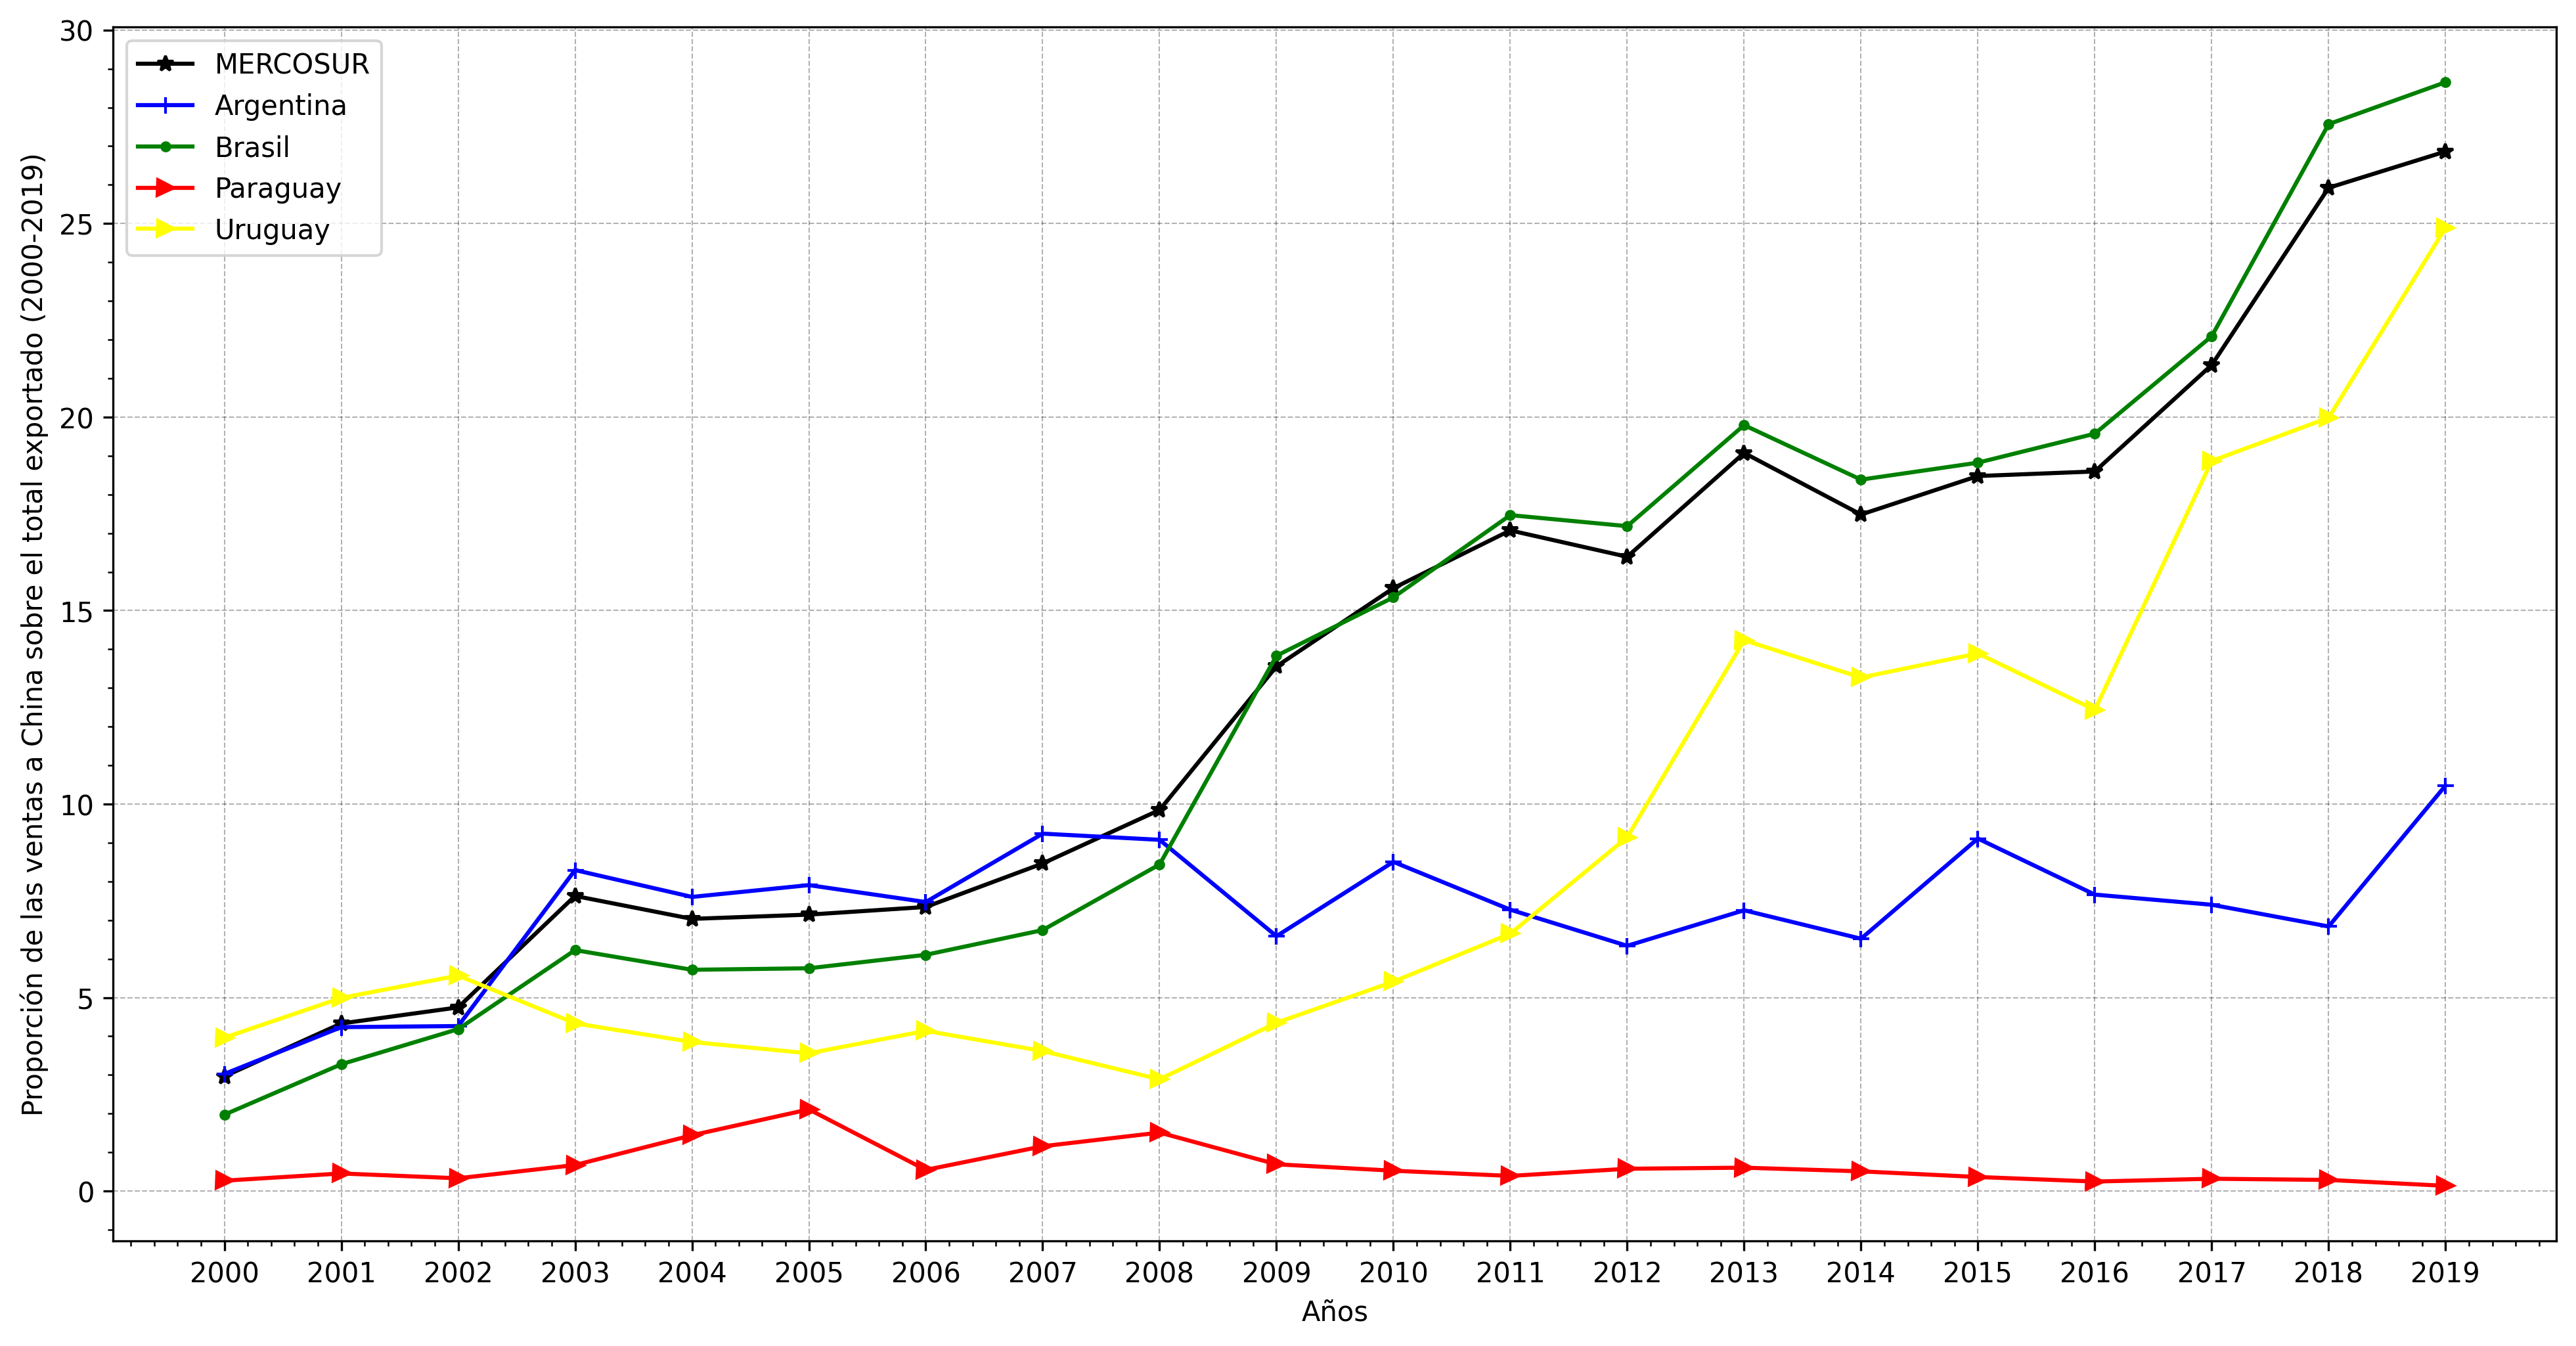 Proporción de las ventas a China sobre el total exportado (2000-2019)
30
25
20
15
10
5
0
MERCOSUR
Argentina
Brasil
Paraguay
Uruguay
2000 2001 2002 2003 2004 2005 2006 2007 2008 2009 2010 2011 2012 2013 2014 2015 2016 2017 2018 2019
Años